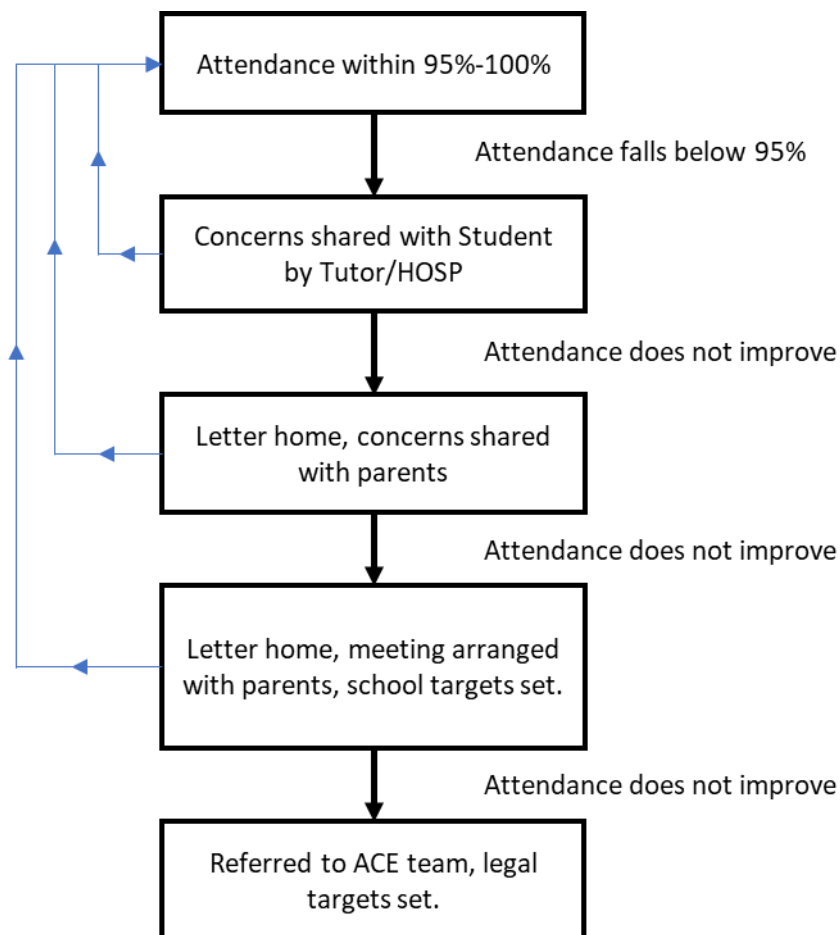 Attendance within 95%-100%
Attendance falls below 95%
Concerns shared with Student
by Tutor/HOSP
Attendance does not improve
Letter home, concerns shared
with parents
Attendance does not improve
Letter home, meeting arranged
with parents, school targets set.
Attendance does not improve
Referred to ACE team, legal
targets set.